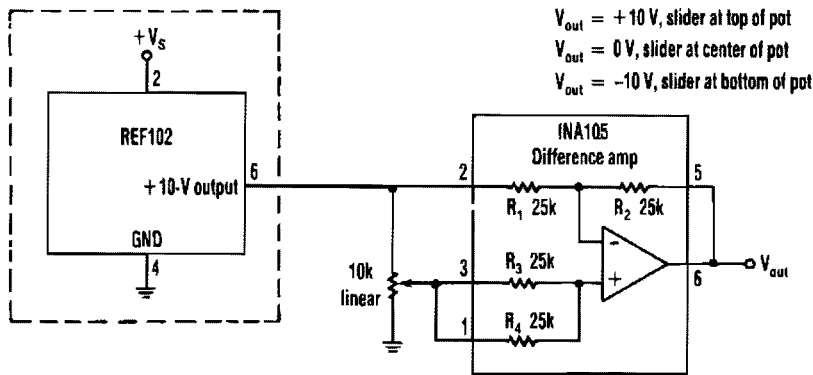 V_out = +10 V, slider at top of pot
V_out = 0 V, slider at center of pot
V_out = -10 V, slider at bottom of pot
+V_S
2
REF102
+10-V output
6
GND
4
10k
linear
INA105
Difference amp
2
5
R_1 25k
R_2 25k
-
3
R_3 25k
+
6
V_out
1
R_4 25k